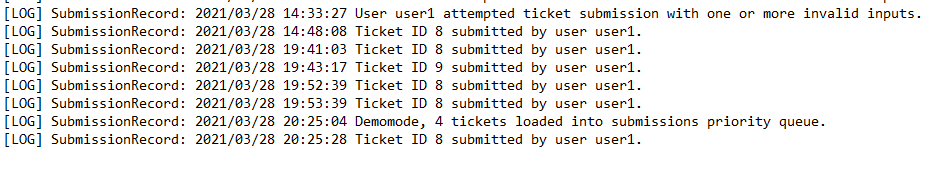 [LOG] SubmissionRecord: 2021/03/28 14:33:27 User user1 attempted ticket submission with one or more invalid inputs.
[LOG] SubmissionRecord: 2021/03/28 14:48:08 Ticket ID 8 submitted by user user1.
[LOG] SubmissionRecord: 2021/03/28 19:41:03 Ticket ID 8 submitted by user user1.
[LOG] SubmissionRecord: 2021/03/28 19:43:17 Ticket ID 9 submitted by user user1.
[LOG] SubmissionRecord: 2021/03/28 19:52:39 Ticket ID 8 submitted by user user1.
[LOG] SubmissionRecord: 2021/03/28 19:53:39 Ticket ID 8 submitted by user user1.
[LOG] SubmissionRecord: 2021/03/28 20:25:04 Demomode, 4 tickets loaded into submissions priority queue.
[LOG] SubmissionRecord: 2021/03/28 20:25:28 Ticket ID 8 submitted by user user1.